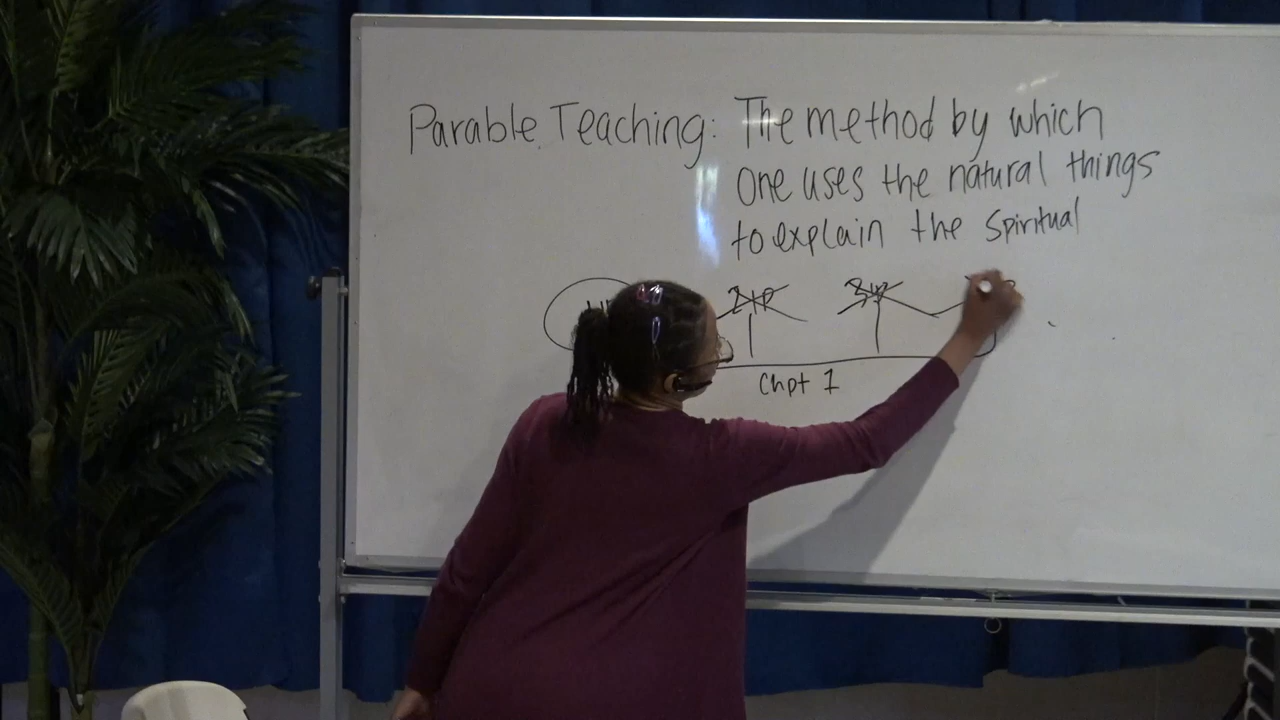 Parable Teaching: The method by which
one uses the natural things
to explain the spiritual
Chpt 1